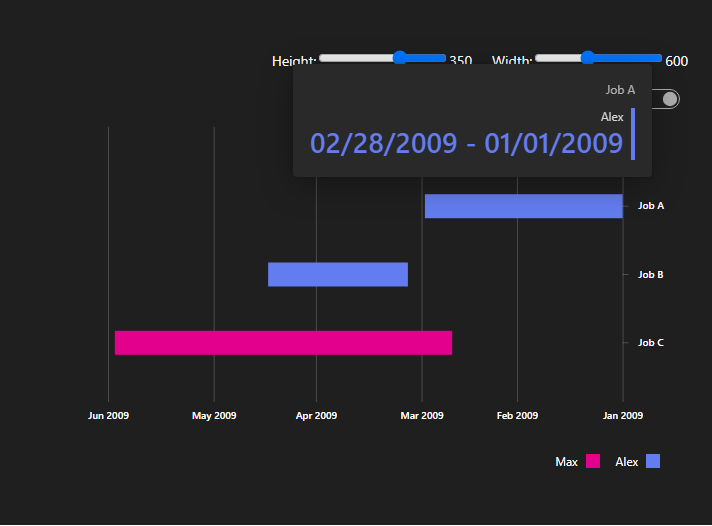 Height: 350 Width: 600
Job A
Alex
02/28/2009 - 01/01/2009
Job A
Job B
Job C
Jun 2009 May 2009 Apr 2009 Mar 2009 Feb 2009 Jan 2009
Max Alex